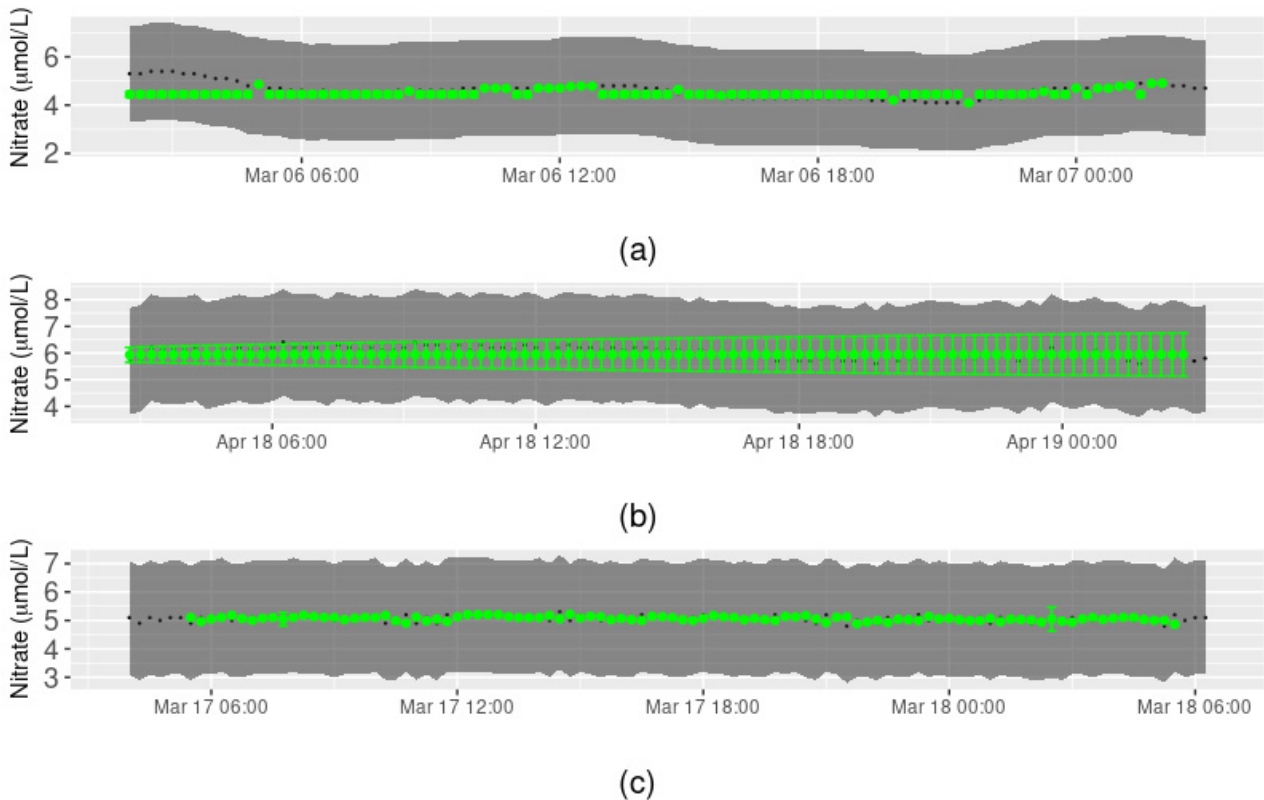 Nitrate (μmol/L)
6
4
2
Mar 06 06:00 Mar 06 12:00 Mar 06 18:00 Mar 07 00:00
(a)
Nitrate (μmol/L)
8
7
6
5
4
Apr 18 06:00 Apr 18 12:00 Apr 18 18:00 Apr 19 00:00
(b)
Nitrate (μmol/L)
7
6
5
4
3
Mar 17 06:00 Mar 17 12:00 Mar 17 18:00 Mar 18 00:00 Mar 18 06:00
(c)